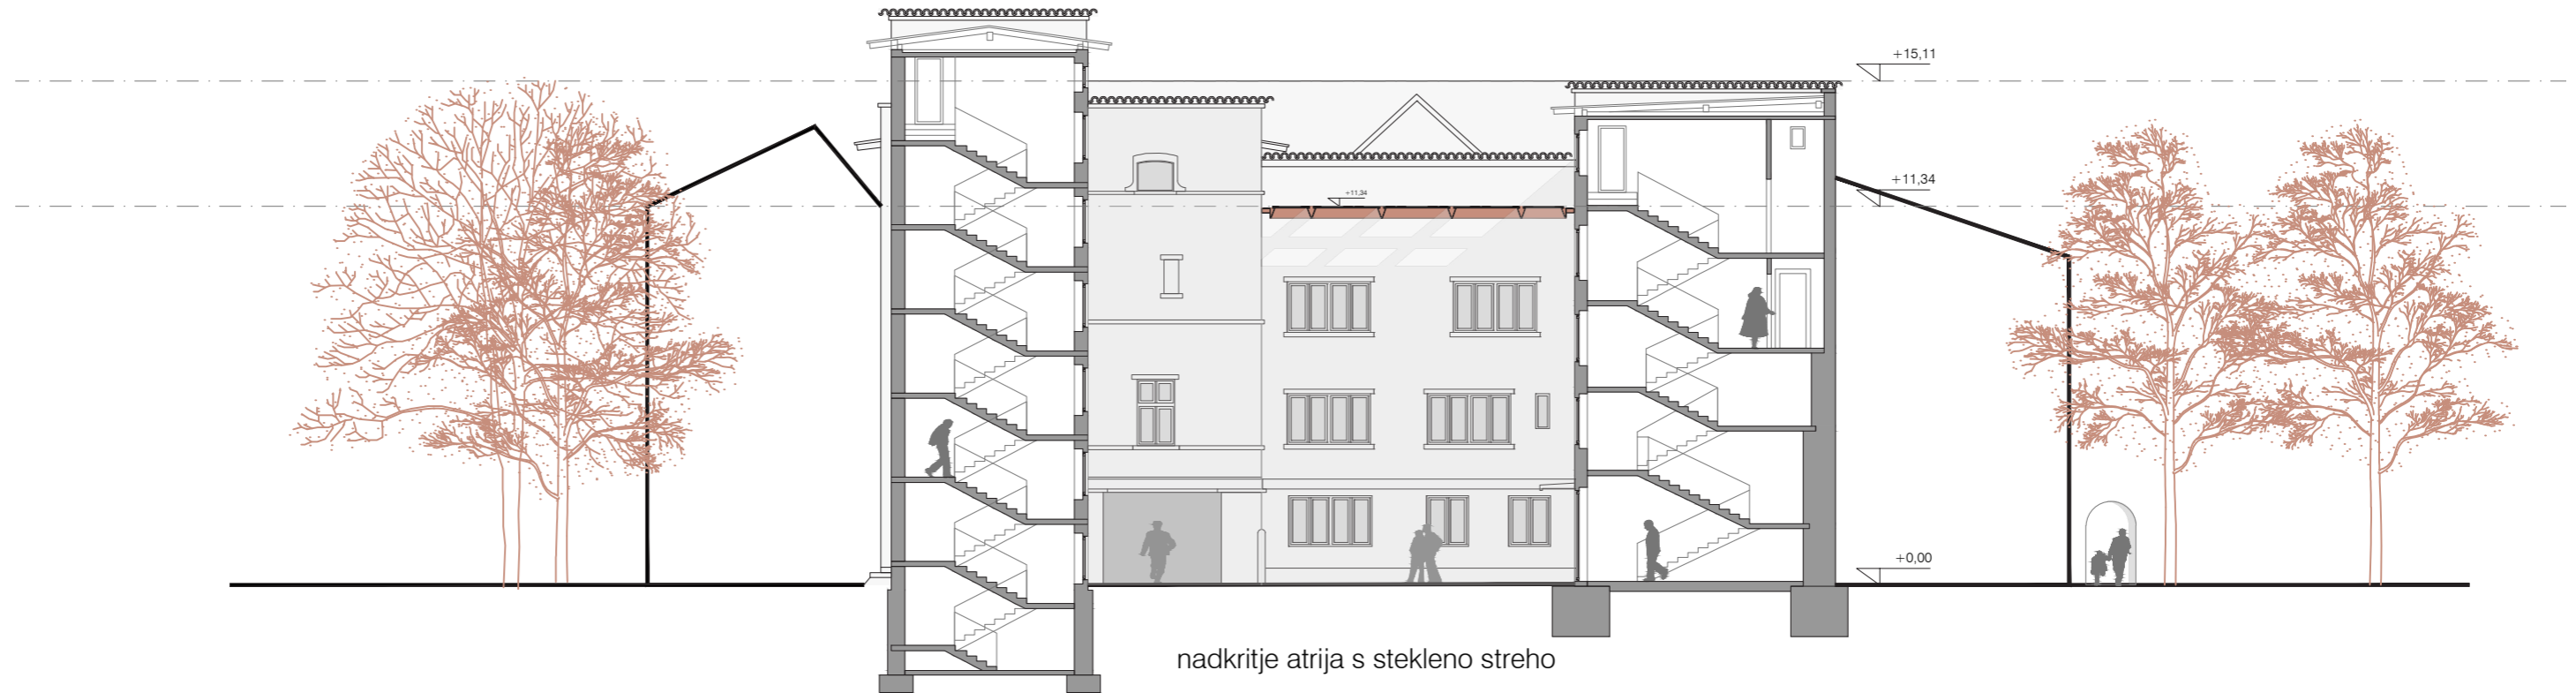 +15,11
+11,34
+11,34
+0,00
nadkritje atrija s stekleno streho